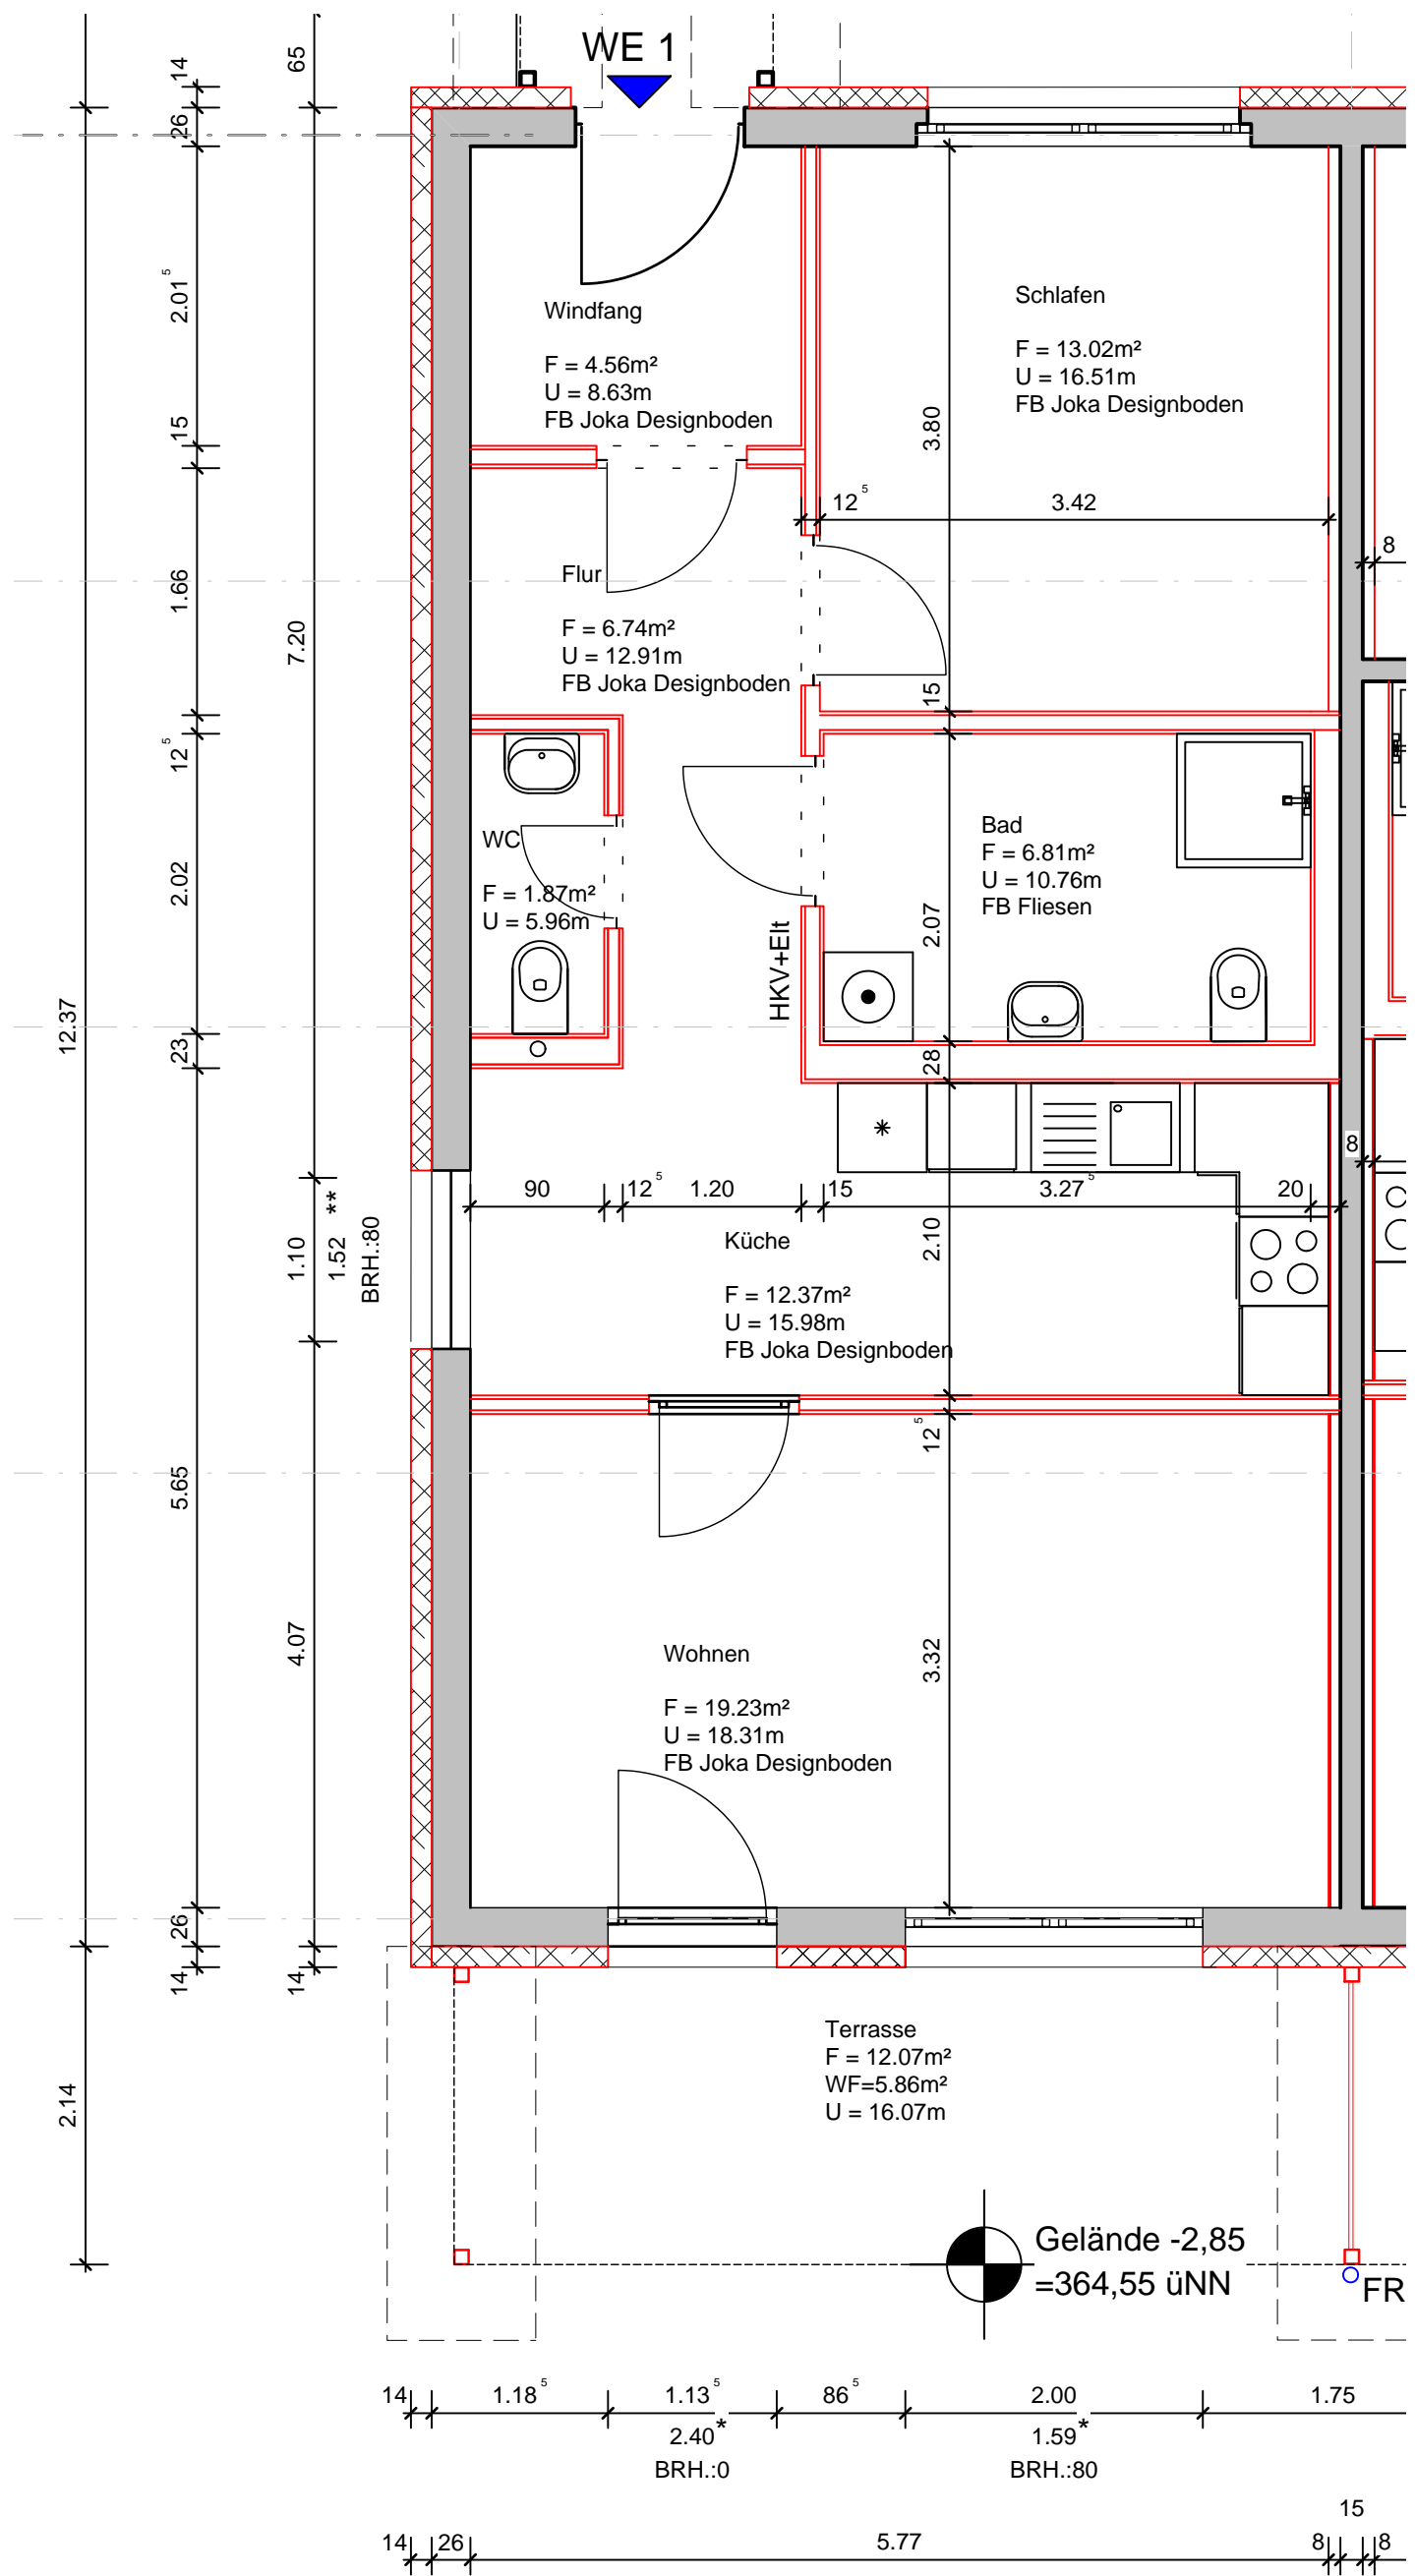 WE 1
65
14
26
2.01⁵
15
1.66
12⁵
2.02
23
5.65
26
14
7.20
1.10
1.52 **
BRH.:80
4.07
14
12.37
2.14
Windfang
F = 4.56m²
U = 8.63m
FB Joka Designboden
Schlafen
F = 13.02m²
U = 16.51m
FB Joka Designboden
3.80
12⁵
3.42
8
Flur
F = 6.74m²
U = 12.91m
FB Joka Designboden
15
WC
F = 1.87m²
U = 5.96m
Bad
F = 6.81m²
U = 10.76m
FB Fliesen
2.07
HKV+Elt
28
8
90
12⁵
1.20
15
3.27⁵
20
2.10
Küche
F = 12.37m²
U = 15.98m
FB Joka Designboden
12⁵
3.32
Wohnen
F = 19.23m²
U = 18.31m
FB Joka Designboden
Terrasse
F = 12.07m²
WF=5.86m²
U = 16.07m
Gelände -2,85
=364,55 üNN
FR
14
1.18⁵
1.13⁵
86⁵
2.00
1.75
2.40*
1.59*
BRH.:0
BRH.:80
15
14
26
5.77
8
8